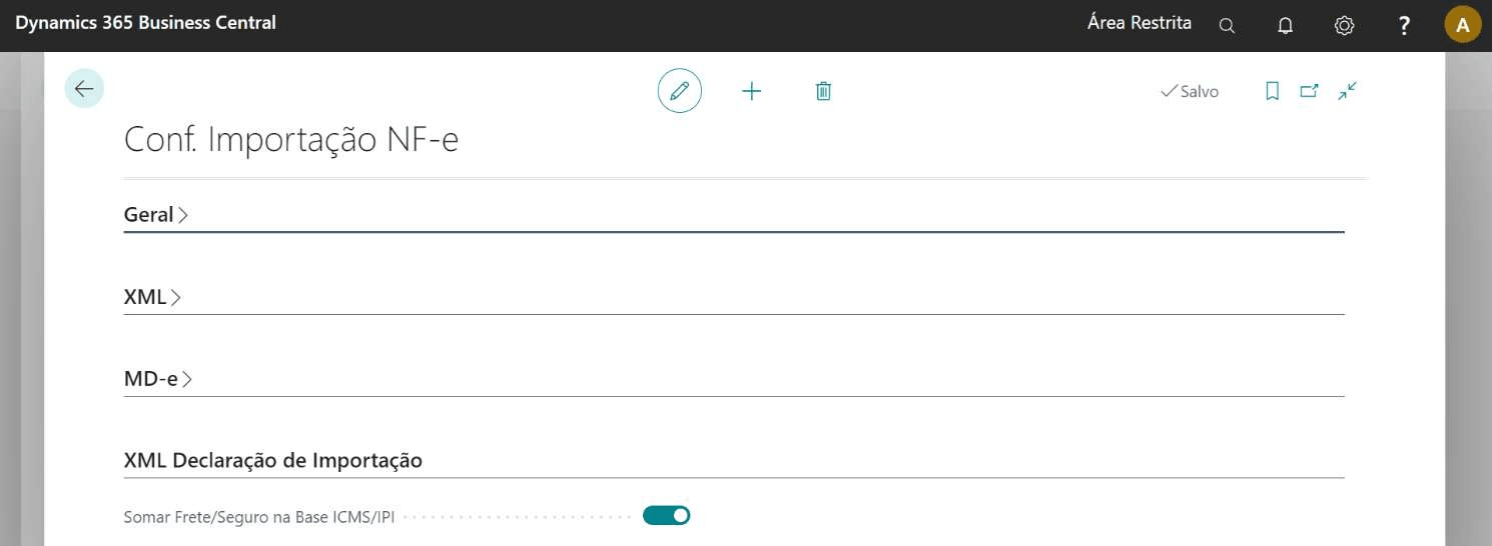 Dynamics 365 Business Central Área Restrita ? A
Salvo
Conf. Importação NF-e
Geral
XML
MD-e
XML Declaração de Importação
Somar Frete/Seguro na Base ICMS/IPI